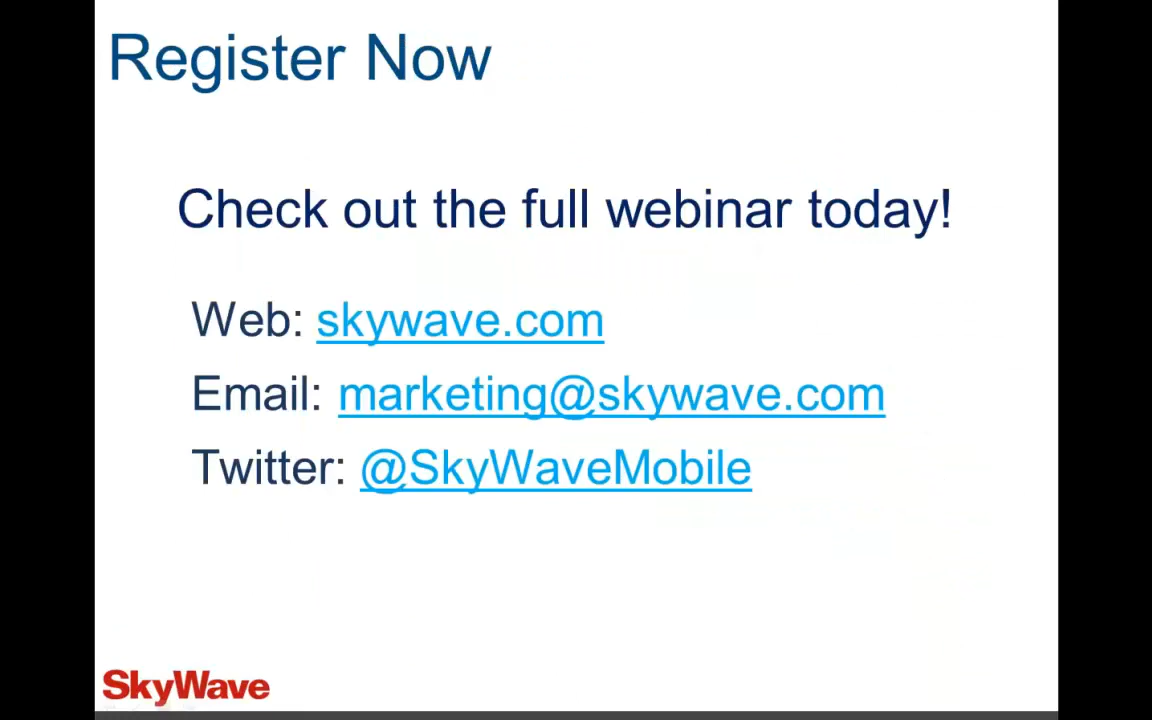 Register Now
Check out the full webinar today!
Web: skywave.com
Email: marketing@skywave.com
Twitter: @SkyWaveMobile
SkyWave